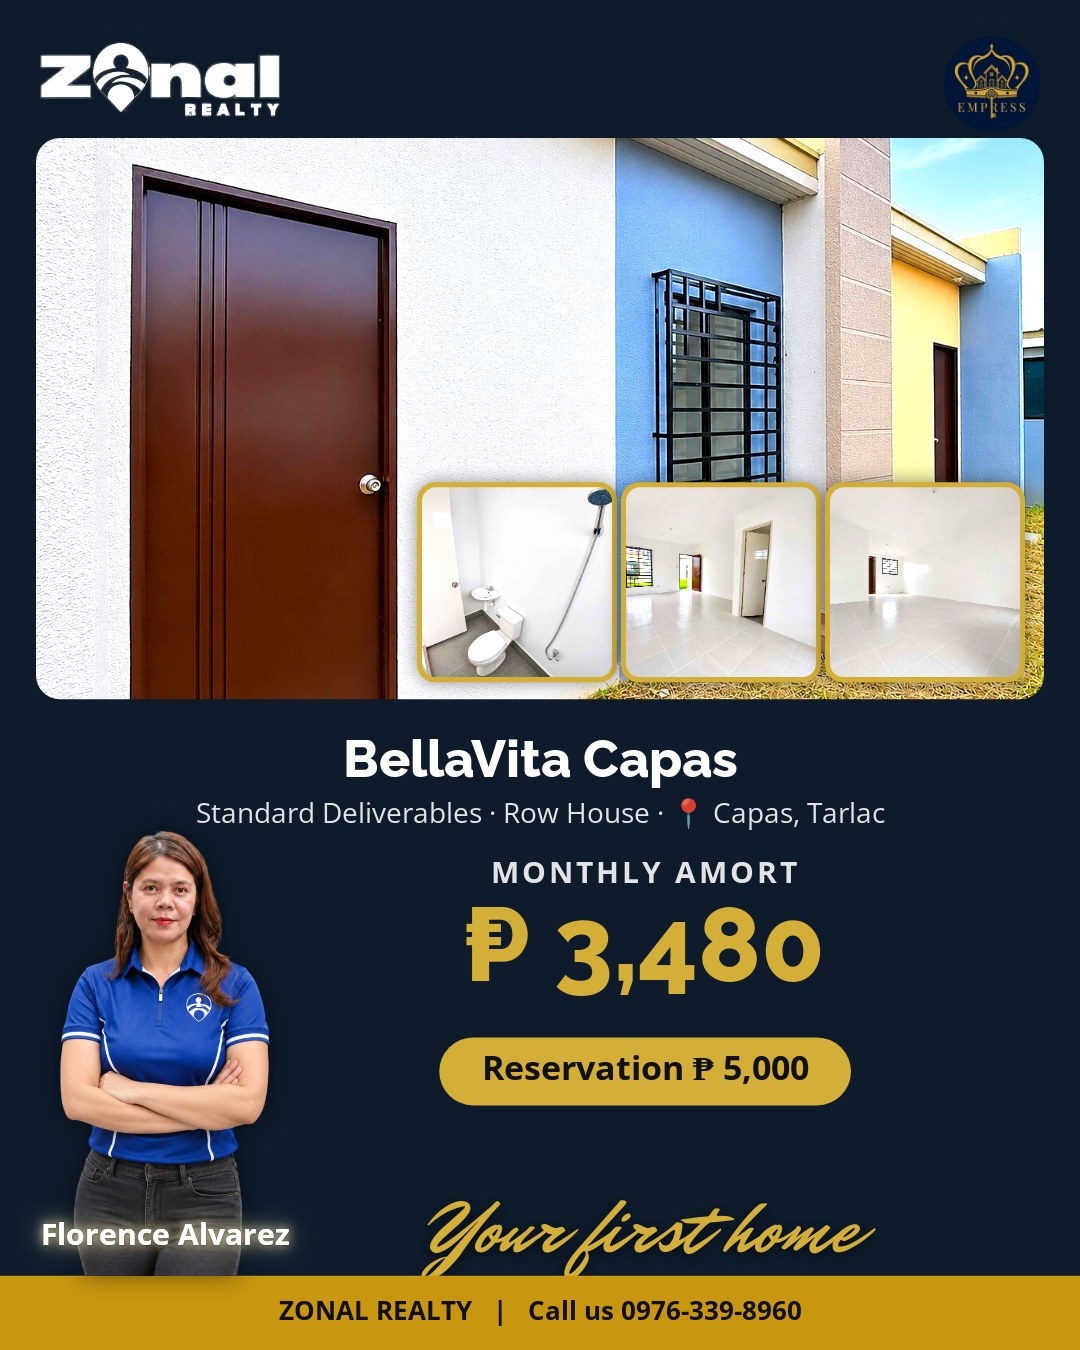 Zonal
REALTY
EMPRESS
BellaVita Capas
Standard Deliverables · Row House · 📍 Capas, Tarlac
MONTHLY AMORT
₱ 3,480
Reservation ₱ 5,000
Florence Alvarez
Your first home
ZONAL REALTY | Call us 0976-339-8960